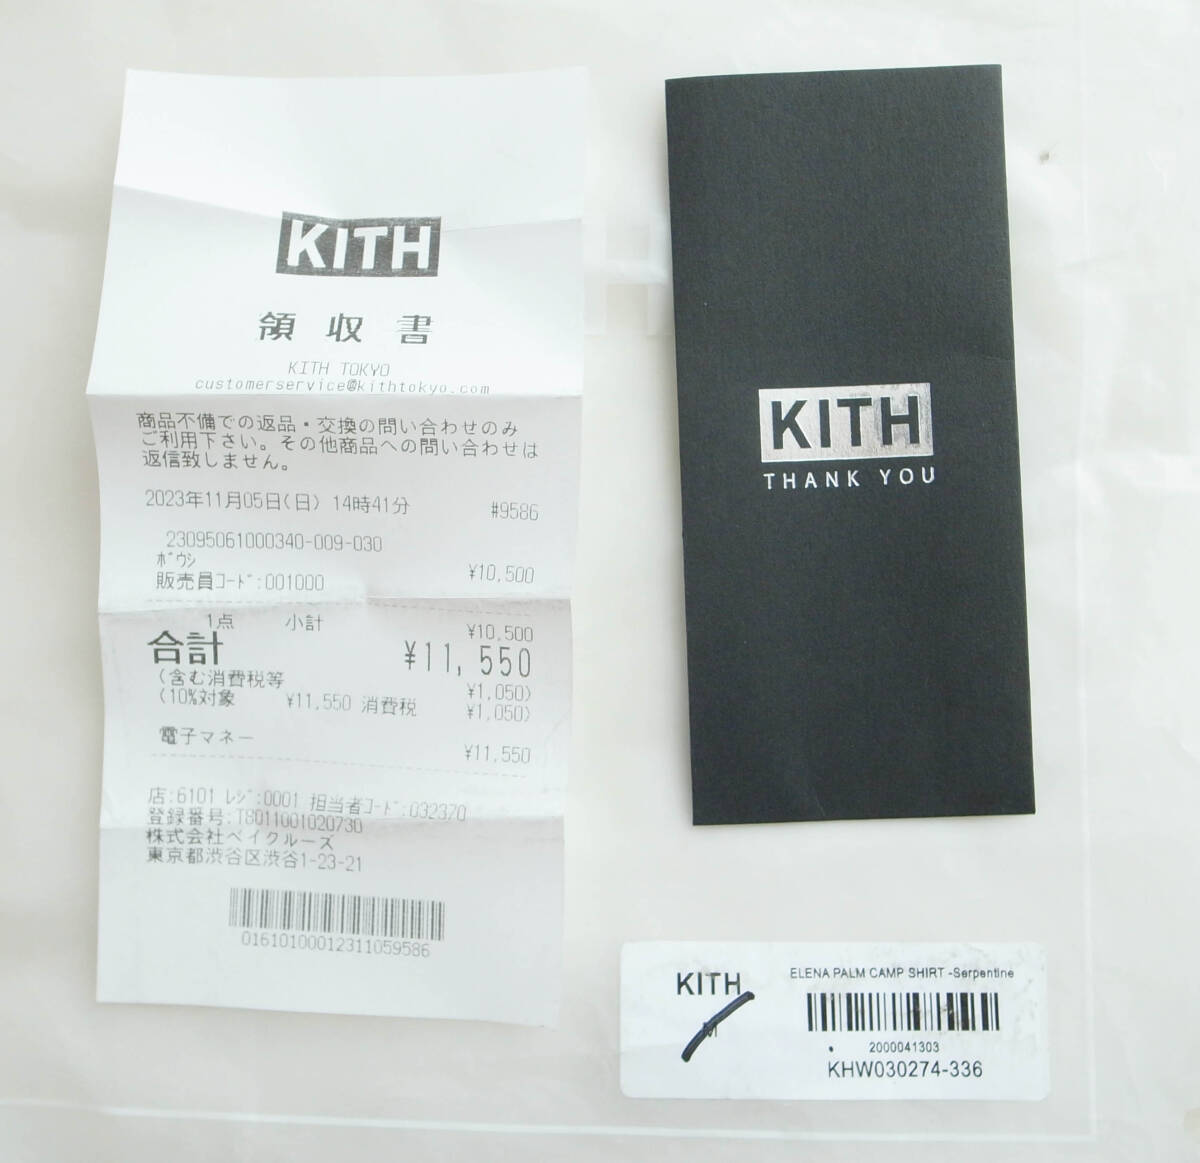 KITH
領収書
KITH TOKYO
customerservice@kithtokyo.com
商品不備での返品・交換の問い合わせのみ
ご利用下さい。その他商品への問い合わせは
返信致しません。
2023年11月05日(日) 14時41分 #9586
23095061000340-009-030
ﾎﾞｳｼ ¥10,500
販売員ｺｰﾄﾞ:001000
1点 小計 ¥10,500
合計 ¥11,550
(含む消費税等 ¥1,050)
(10%対象 ¥11,550 消費税 ¥1,050)
電子マネー ¥11,550
店:6101 ﾚｼﾞ:0001 担当者ｺｰﾄﾞ:032370
登録番号:T8011001020730
株式会社ベイクルーズ
東京都渋谷区渋谷1-23-21
01610100012311059586
KITH
THANK YOU
KITH
M
ELENA PALM CAMP SHIRT -Serpentine
2000041303
KHW030274-336